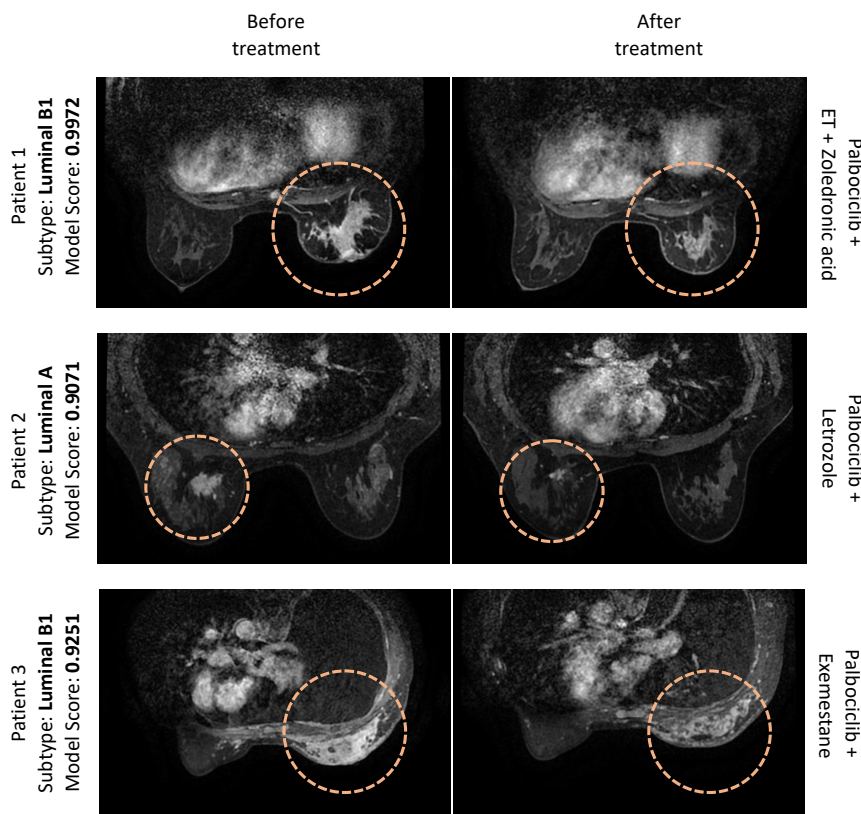 Before
treatment
After
treatment
Patient 1
Subtype: Luminal B1
Model Score: 0.9972
Palbociclib +
ET + Zoledronic acid
Patient 2
Subtype: Luminal A
Model Score: 0.9071
Palbociclib +
Letrozole
Patient 3
Subtype: Luminal B1
Model Score: 0.9251
Palbociclib +
Exemestane